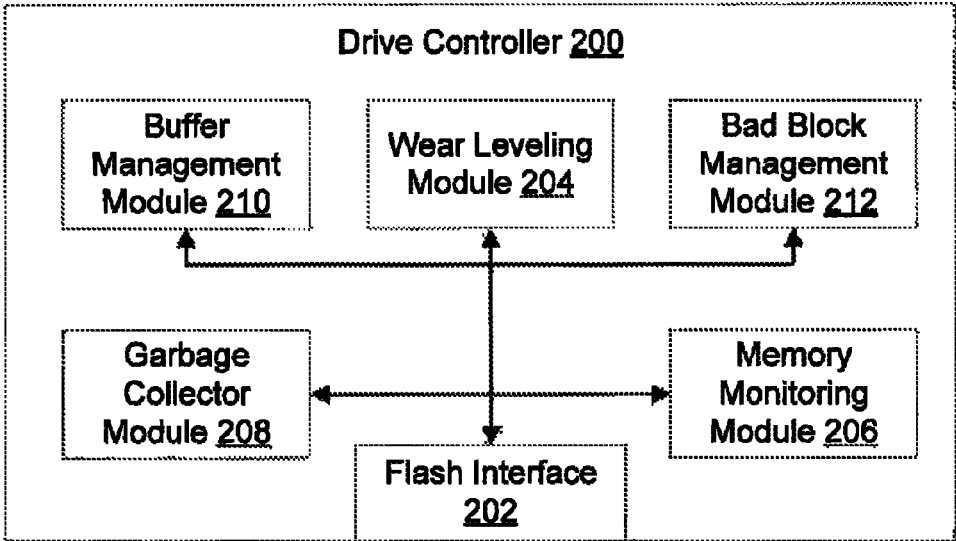 Drive Controller 200
Buffer
Management
Module 210
Wear Leveling
Module 204
Bad Block
Management
Module 212
Garbage
Collector
Module 208
Memory
Monitoring
Module 206
Flash Interface
202